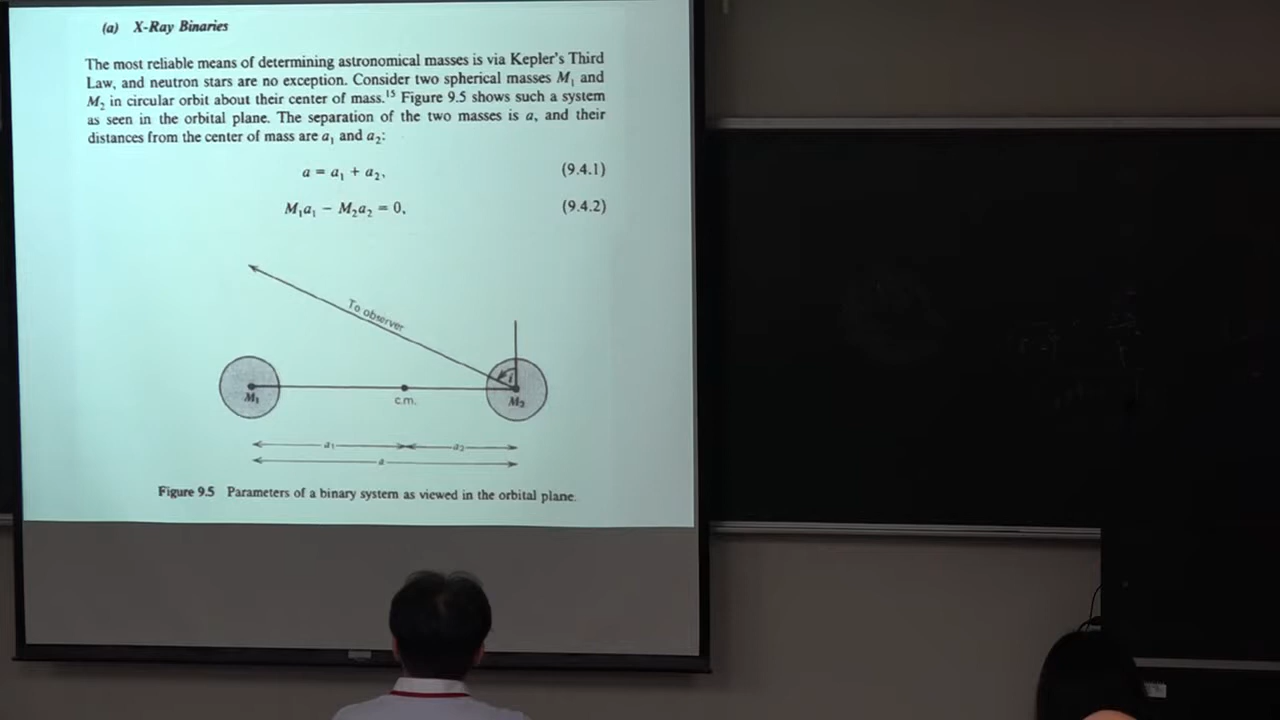 (a) X-Ray Binaries
The most reliable means of determining astronomical masses is via Kepler's Third
Law, and neutron stars are no exception. Consider two spherical masses M₁ and
M₂ in circular orbit about their center of mass.¹⁵ Figure 9.5 shows such a system
as seen in the orbital plane. The separation of the two masses is a, and their
distances from the center of mass are a₁ and a₂:
a = a₁ + a₂, (9.4.1)
M₁a₁ − M₂a₂ = 0, (9.4.2)
To observer
i
M₁ c.m. M₂
a₁ a₂
a
Figure 9.5 Parameters of a binary system as viewed in the orbital plane.